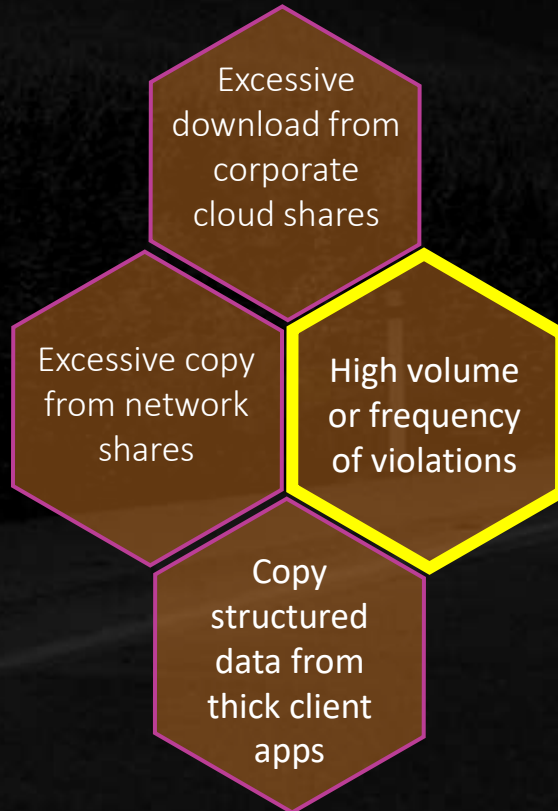 Excessive
download from
corporate
cloud shares
Excessive copy
from network
shares
High volume
or frequency
of violations
Copy
structured
data from
thick client
apps